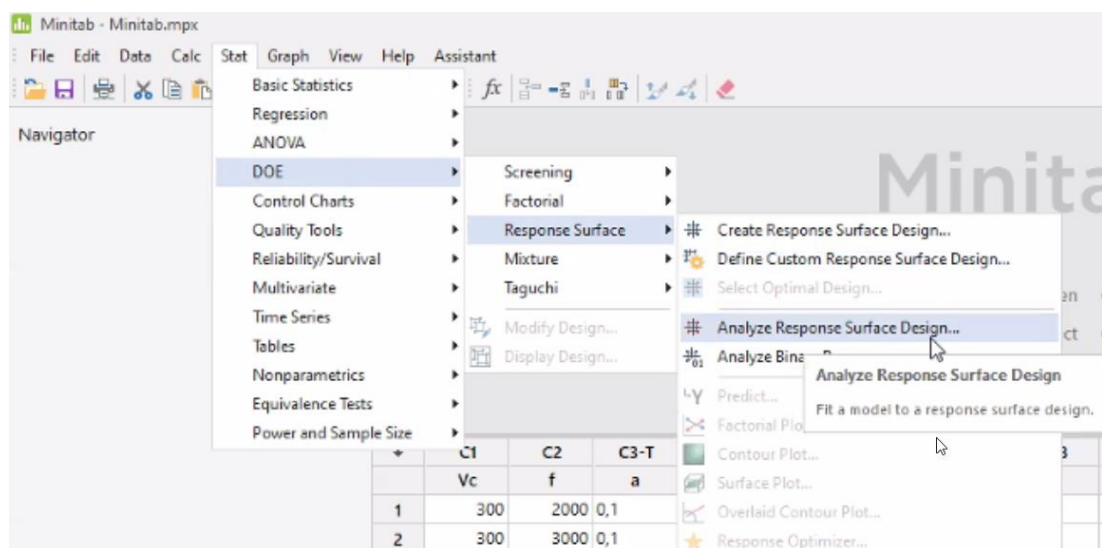 Minitab - Minitab.mpx
File Edit Data Calc Stat Graph View Help Assistant
fx
Navigator
Basic Statistics
Regression
ANOVA
DOE
Control Charts
Quality Tools
Reliability/Survival
Multivariate
Time Series
Tables
Nonparametrics
Equivalence Tests
Power and Sample Size
Screening
Factorial
Response Surface
Mixture
Taguchi
Modify Design...
Display Design...
Create Response Surface Design...
Define Custom Response Surface Design...
Select Optimal Design...
Analyze Response Surface Design...
Analyze
Predict...
Factorial
Contour Plot...
Surface Plot...
Overlaid Contour Plot...
Response Optimizer...
Analyze Response Surface Design
Fit a model to a response surface design.
C1 C2 C3-T
Vc f a
1 300 2000 0,1
2 300 3000 0,1